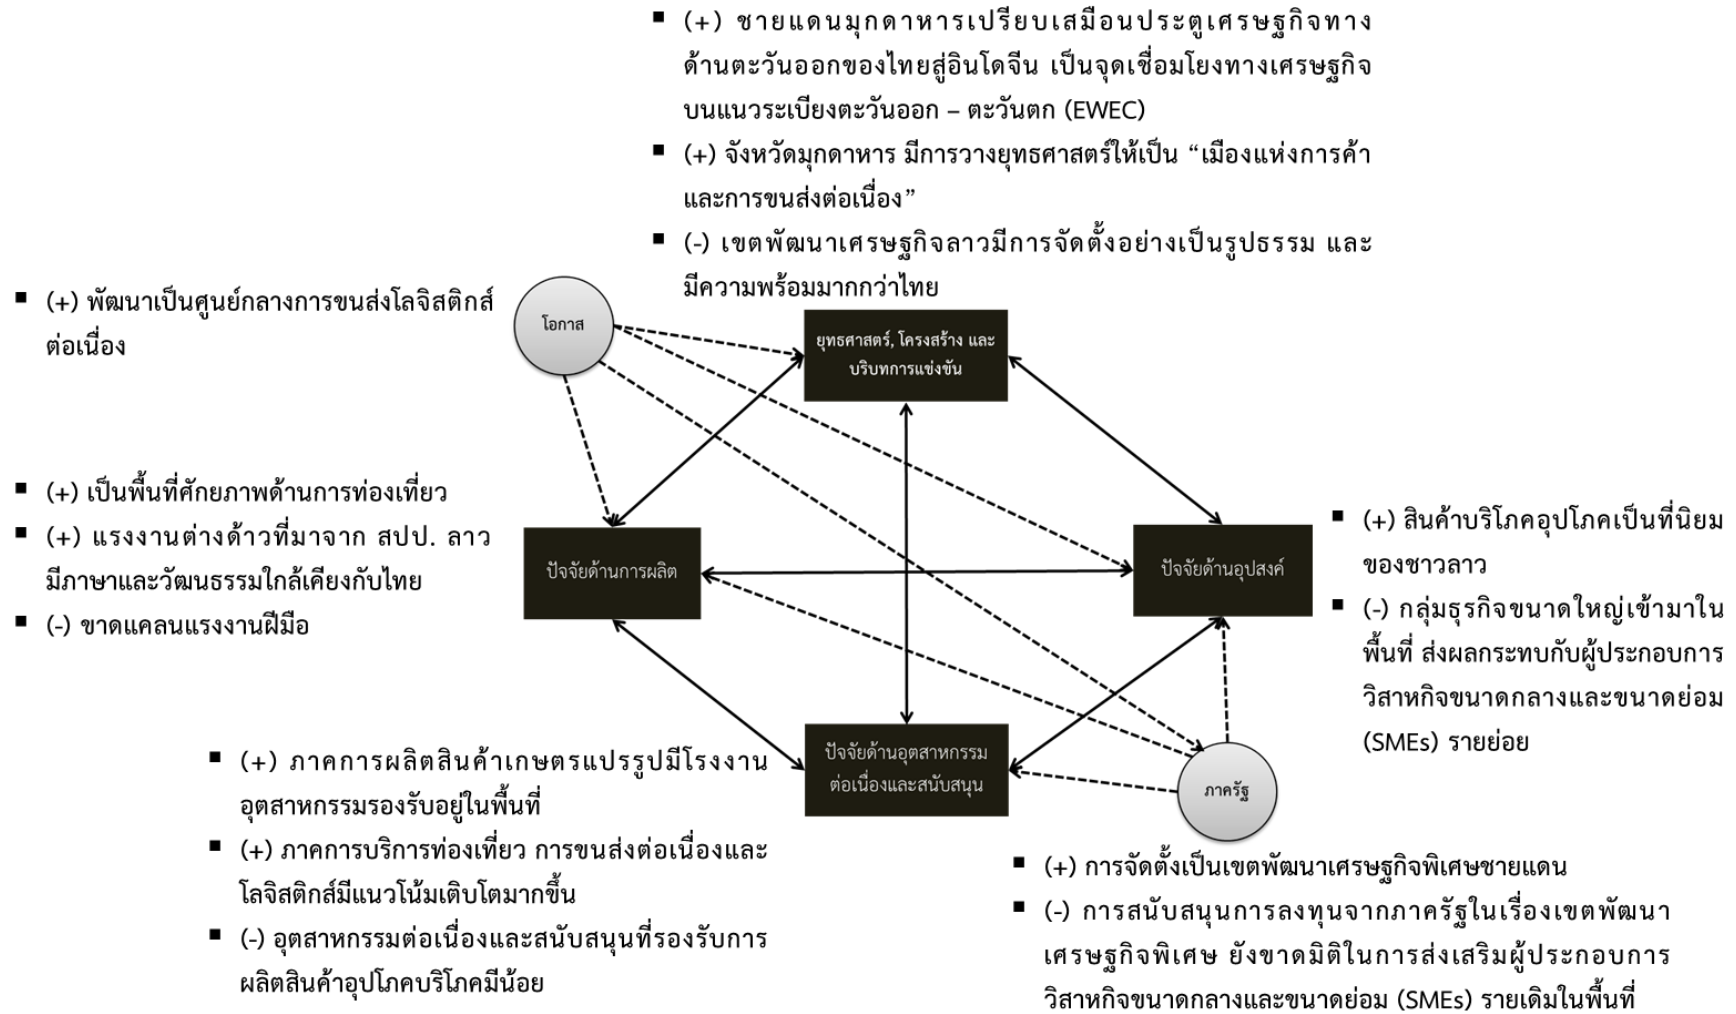 ▪ (+) ชายแดนมุกดาหารเปรียบเสมือนประตูเศรษฐกิจทาง
ด้านตะวันออกของไทยสู่อินโดจีน เป็นจุดเชื่อมโยงทางเศรษฐกิจ
บนแนวระเบียงตะวันออก – ตะวันตก (EWEC)
▪ (+) จังหวัดมุกดาหาร มีการวางยุทธศาสตร์ให้เป็น “เมืองแห่งการค้า
และการขนส่งต่อเนื่อง”
▪ (-) เขตพัฒนาเศรษฐกิจลาวมีการจัดตั้งอย่างเป็นรูปธรรม และ
มีความพร้อมมากกว่าไทย
▪ (+) พัฒนาเป็นศูนย์กลางการขนส่งโลจิสติกส์
ต่อเนื่อง
โอกาส
ยุทธศาสตร์, โครงสร้าง และ
บริบทการแข่งขัน
▪ (+) เป็นพื้นที่ศักยภาพด้านการท่องเที่ยว
▪ (+) แรงงานต่างด้าวที่มาจาก สปป. ลาว
มีภาษาและวัฒนธรรมใกล้เคียงกับไทย
▪ (-) ขาดแคลนแรงงานฝีมือ
ปัจจัยด้านการผลิต
ปัจจัยด้านอุปสงค์
▪ (+) สินค้าบริโภคอุปโภคเป็นที่นิยม
ของชาวลาว
▪ (-) กลุ่มธุรกิจขนาดใหญ่เข้ามาใน
พื้นที่ ส่งผลกระทบกับผู้ประกอบการ
วิสาหกิจขนาดกลางและขนาดย่อม
(SMEs) รายย่อย
▪ (+) ภาคการผลิตสินค้าเกษตรแปรรูปมีโรงงาน
อุตสาหกรรมรองรับอยู่ในพื้นที่
▪ (+) ภาคการบริการท่องเที่ยว การขนส่งต่อเนื่องและ
โลจิสติกส์มีแนวโน้มเติบโตมากขึ้น
▪ (-) อุตสาหกรรมต่อเนื่องและสนับสนุนที่รองรับการ
ผลิตสินค้าอุปโภคบริโภคมีน้อย
ปัจจัยด้านอุตสาหกรรม
ต่อเนื่องและสนับสนุน
ภาครัฐ
▪ (+) การจัดตั้งเป็นเขตพัฒนาเศรษฐกิจพิเศษชายแดน
▪ (-) การสนับสนุนการลงทุนจากภาครัฐในเรื่องเขตพัฒนา
เศรษฐกิจพิเศษ ยังขาดมิติในการส่งเสริมผู้ประกอบการ
วิสาหกิจขนาดกลางและขนาดย่อม (SMEs) รายเดิมในพื้นที่